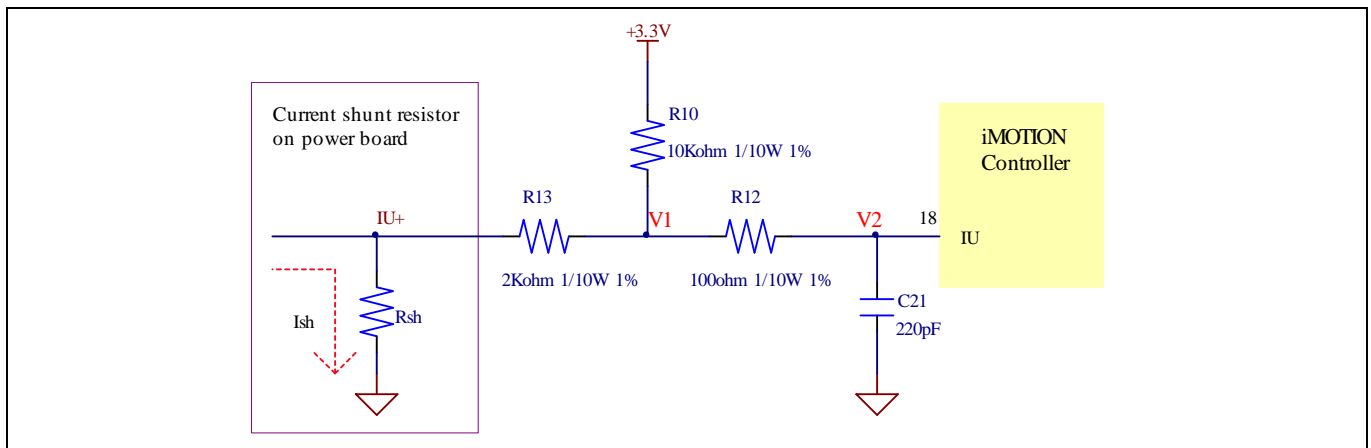 +3.3V
Current shunt resistor
on power board
R10
10Kohm 1/10W 1%
iMOTION
Controller
R13
R12
IU+
V1
V2
18
IU
2Kohm 1/10W 1%
100ohm 1/10W 1%
C21
220pF
Ish
Rsh